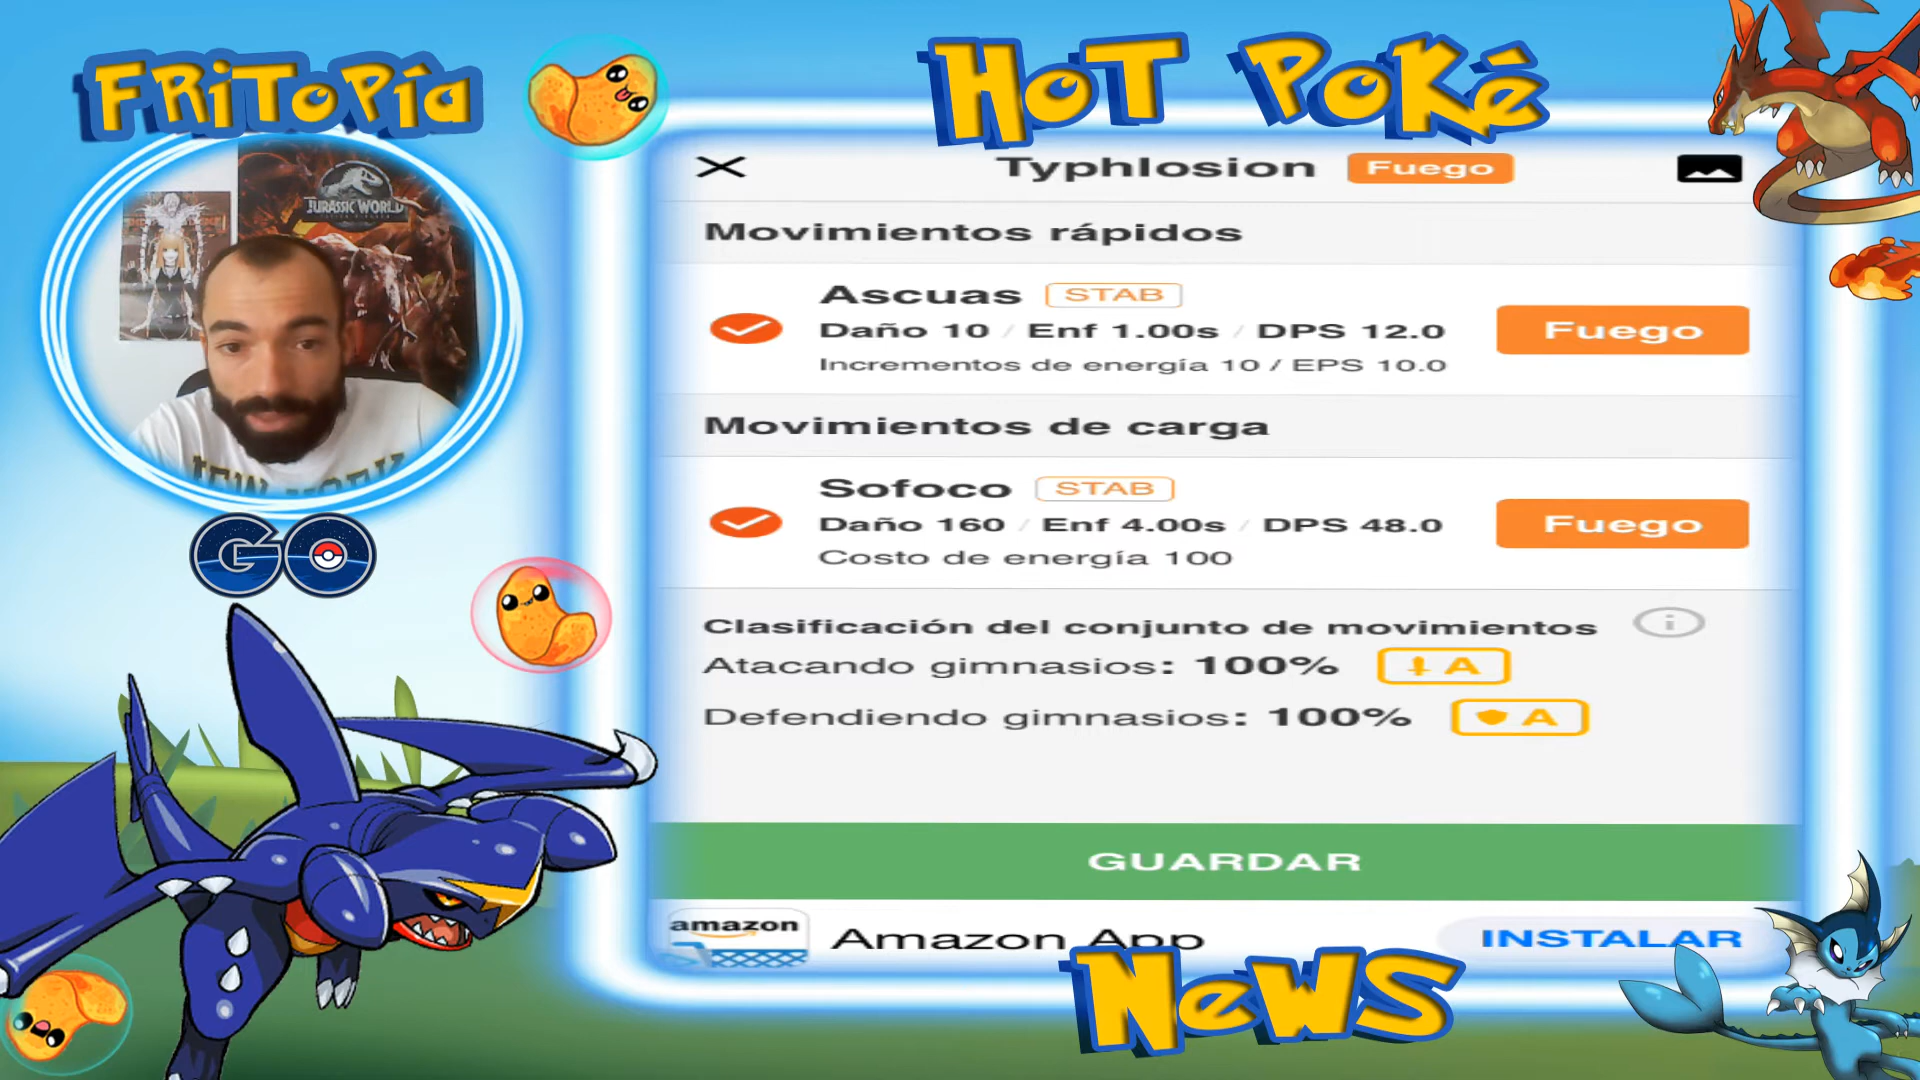 FRiToPía
HoT PoKé
JURASSIC WORLD
GO
Typhlosion Fuego
Movimientos rápidos
Ascuas STAB
Daño 10 / Enf 1.00s / DPS 12.0
Incrementos de energía 10 / EPS 10.0
Fuego
Movimientos de carga
Sofoco STAB
Daño 160 / Enf 4.00s / DPS 48.0
Costo de energía 100
Fuego
Clasificación del conjunto de movimientos
Atacando gimnasios: 100% A
Defendiendo gimnasios: 100% A
GUARDAR
amazon
Amazon App
INSTALAR
NeWS